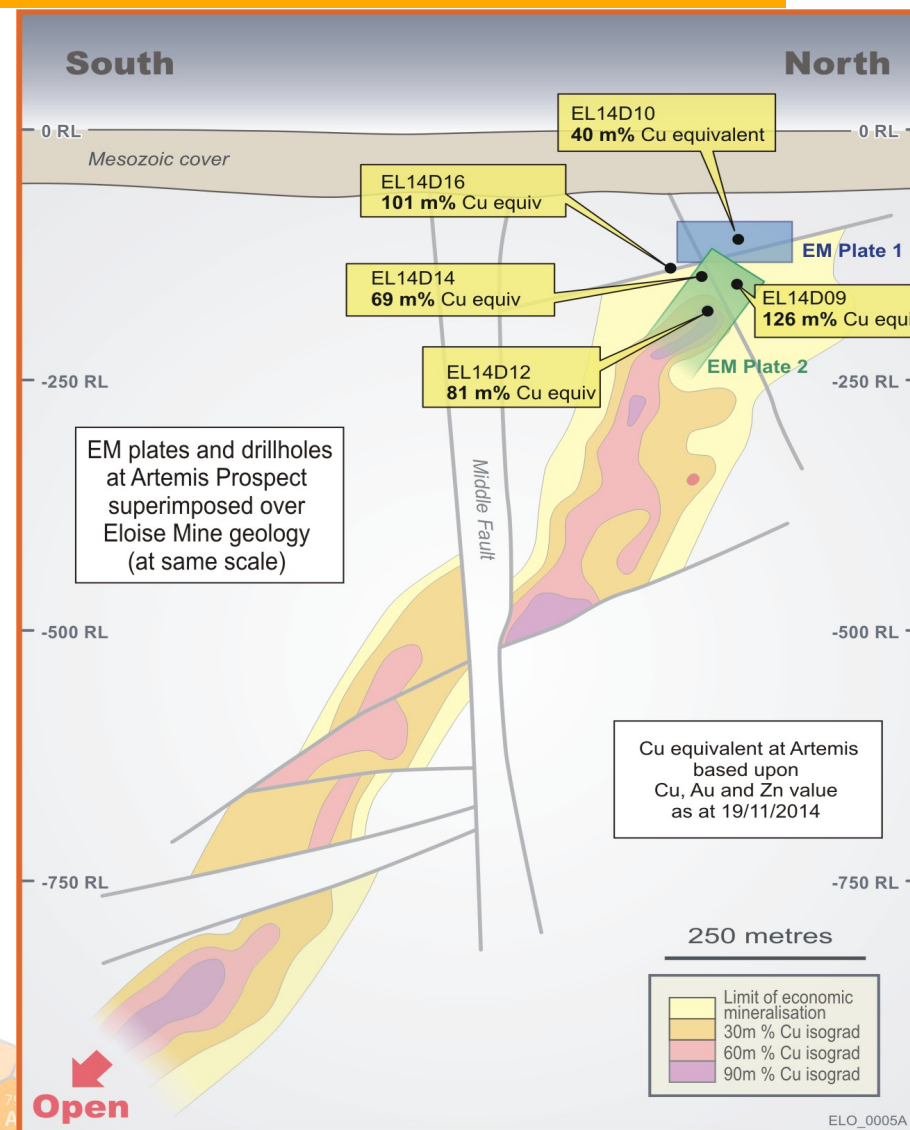 South
North
0 RL
0 RL
Mesozoic cover
EL14D10
40 m% Cu equivalent
EL14D16
101 m% Cu equiv
EM Plate 1
EL14D14
69 m% Cu equiv
EL14D09
126 m% Cu equi
EL14D12
81 m% Cu equiv
EM Plate 2
-250 RL
-250 RL
EM plates and drillholes
at Artemis Prospect
superimposed over
Eloise Mine geology
(at same scale)
Middle Fault
-500 RL
-500 RL
Cu equivalent at Artemis
based upon
Cu, Au and Zn value
as at 19/11/2014
-750 RL
-750 RL
250 metres
Limit of economic
mineralisation
30m % Cu isograd
60m % Cu isograd
90m % Cu isograd
Open
ELO_0005A